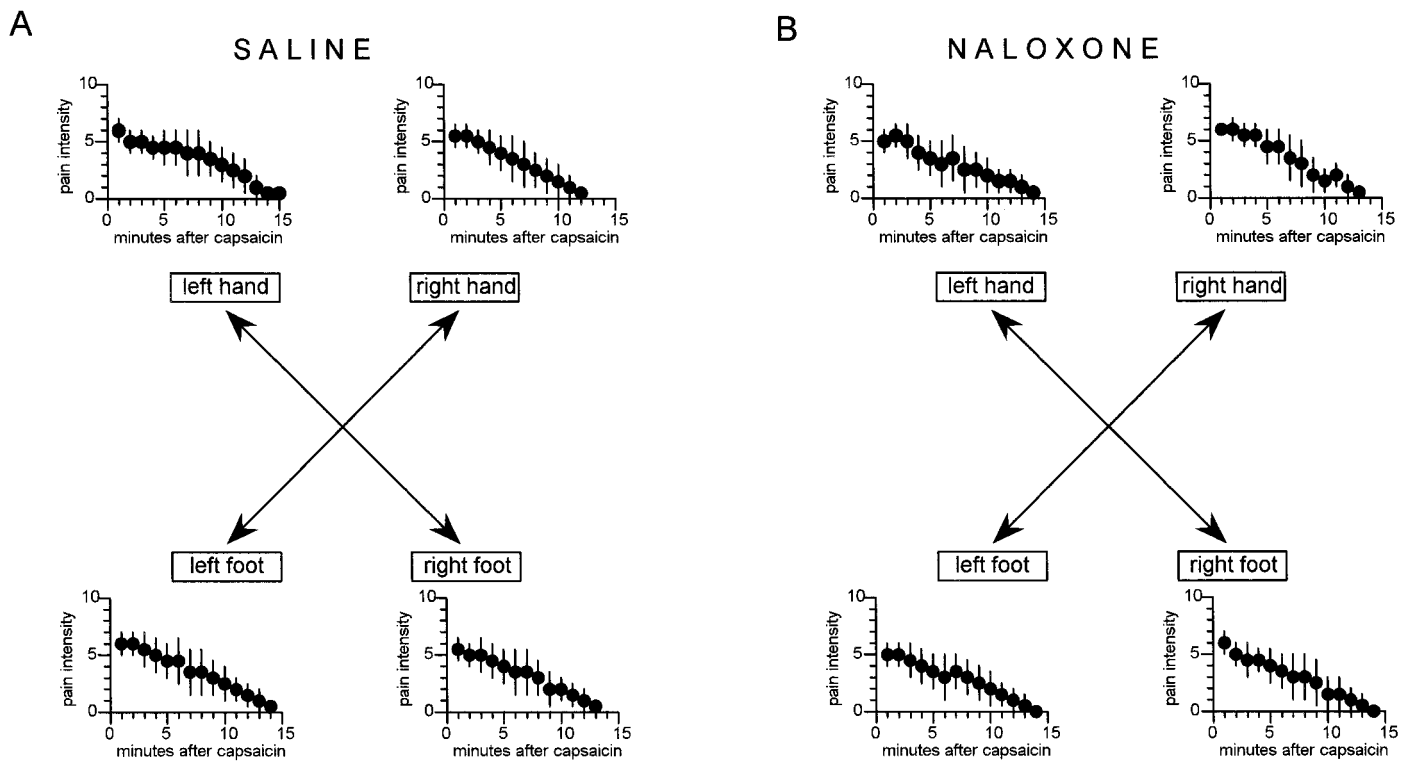 A
SALINE
10
5
0
pain intensity
0 5 10 15
minutes after capsaicin
10
5
0
pain intensity
0 5 10 15
minutes after capsaicin
left hand
right hand
left foot
right foot
10
5
0
pain intensity
0 5 10 15
minutes after capsaicin
10
5
0
pain intensity
0 5 10 15
minutes after capsaicin
B
NALOXONE
10
5
0
pain intensity
0 5 10 15
minutes after capsaicin
10
5
0
pain intensity
0 5 10 15
minutes after capsaicin
left hand
right hand
left foot
right foot
10
5
0
pain intensity
0 5 10 15
minutes after capsaicin
10
5
0
pain intensity
0 5 10 15
minutes after capsaicin